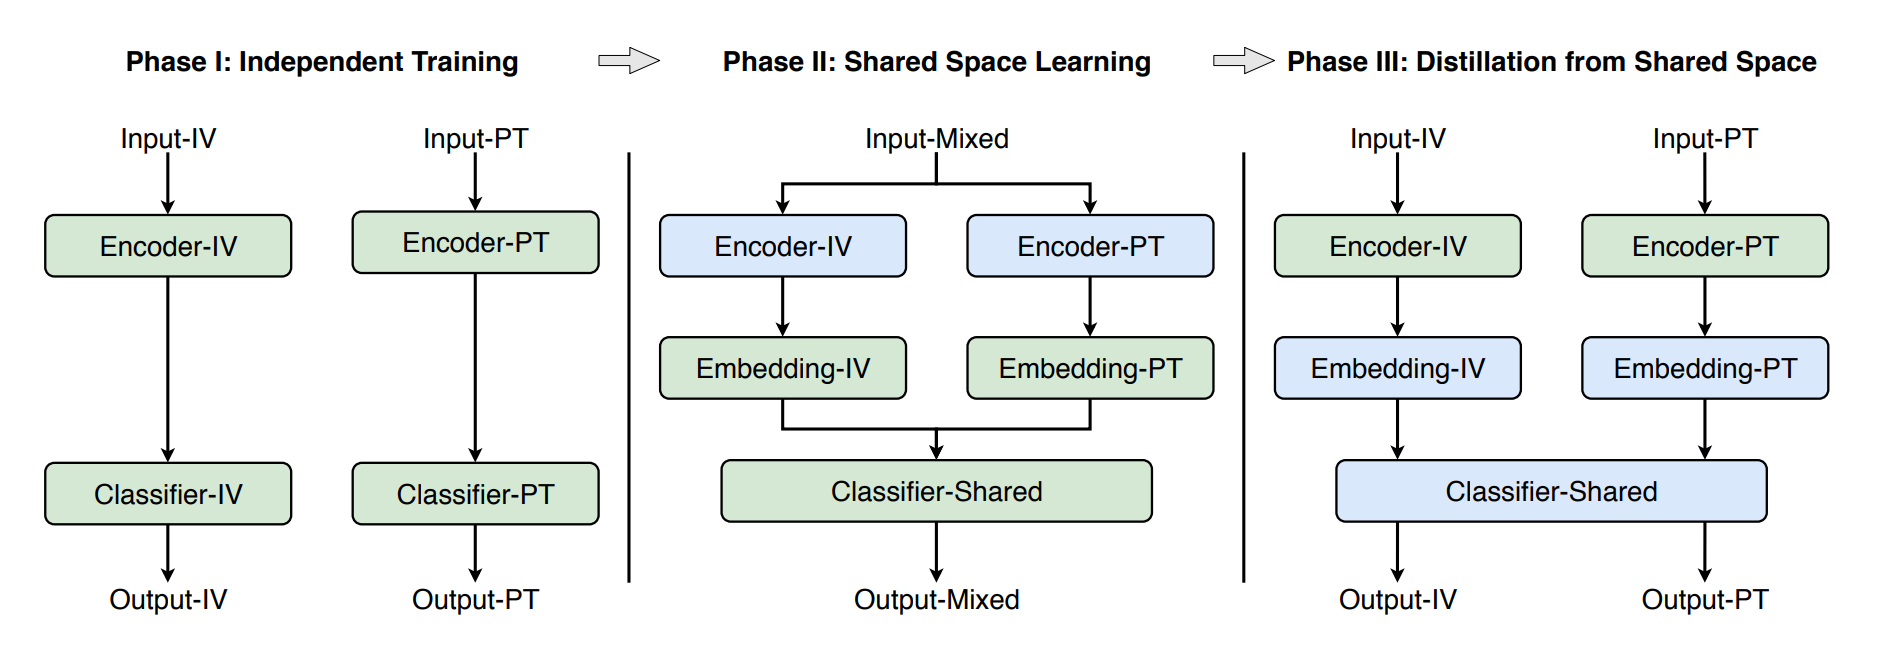 Phase I: Independent Training
Input-IV
Input-PT
Encoder-IV
Encoder-PT
Classifier-IV
Classifier-PT
Output-IV
Output-PT
Phase II: Shared Space Learning
Input-Mixed
Encoder-IV
Encoder-PT
Embedding-IV
Embedding-PT
Classifier-Shared
Output-Mixed
Phase III: Distillation from Shared Space
Input-IV
Input-PT
Encoder-IV
Encoder-PT
Embedding-IV
Embedding-PT
Classifier-Shared
Output-IV
Output-PT